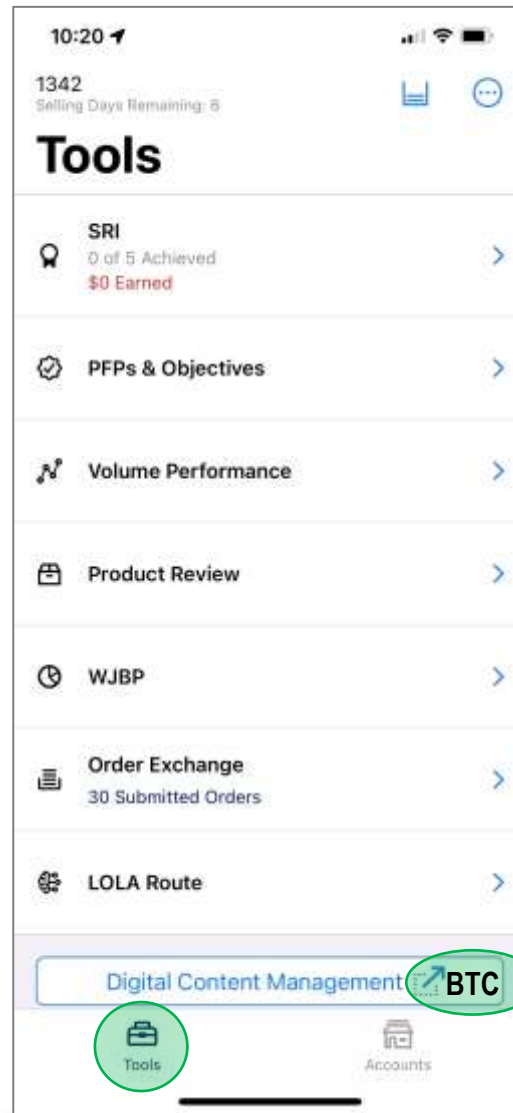 10:20
1342
Selling Days Remaining: 6
Tools
SRI
0 of 5 Achieved
$0 Earned
PFPs & Objectives
Volume Performance
Product Review
WJBP
Order Exchange
30 Submitted Orders
LOLA Route
Digital Content Management BTC
Tools Accounts